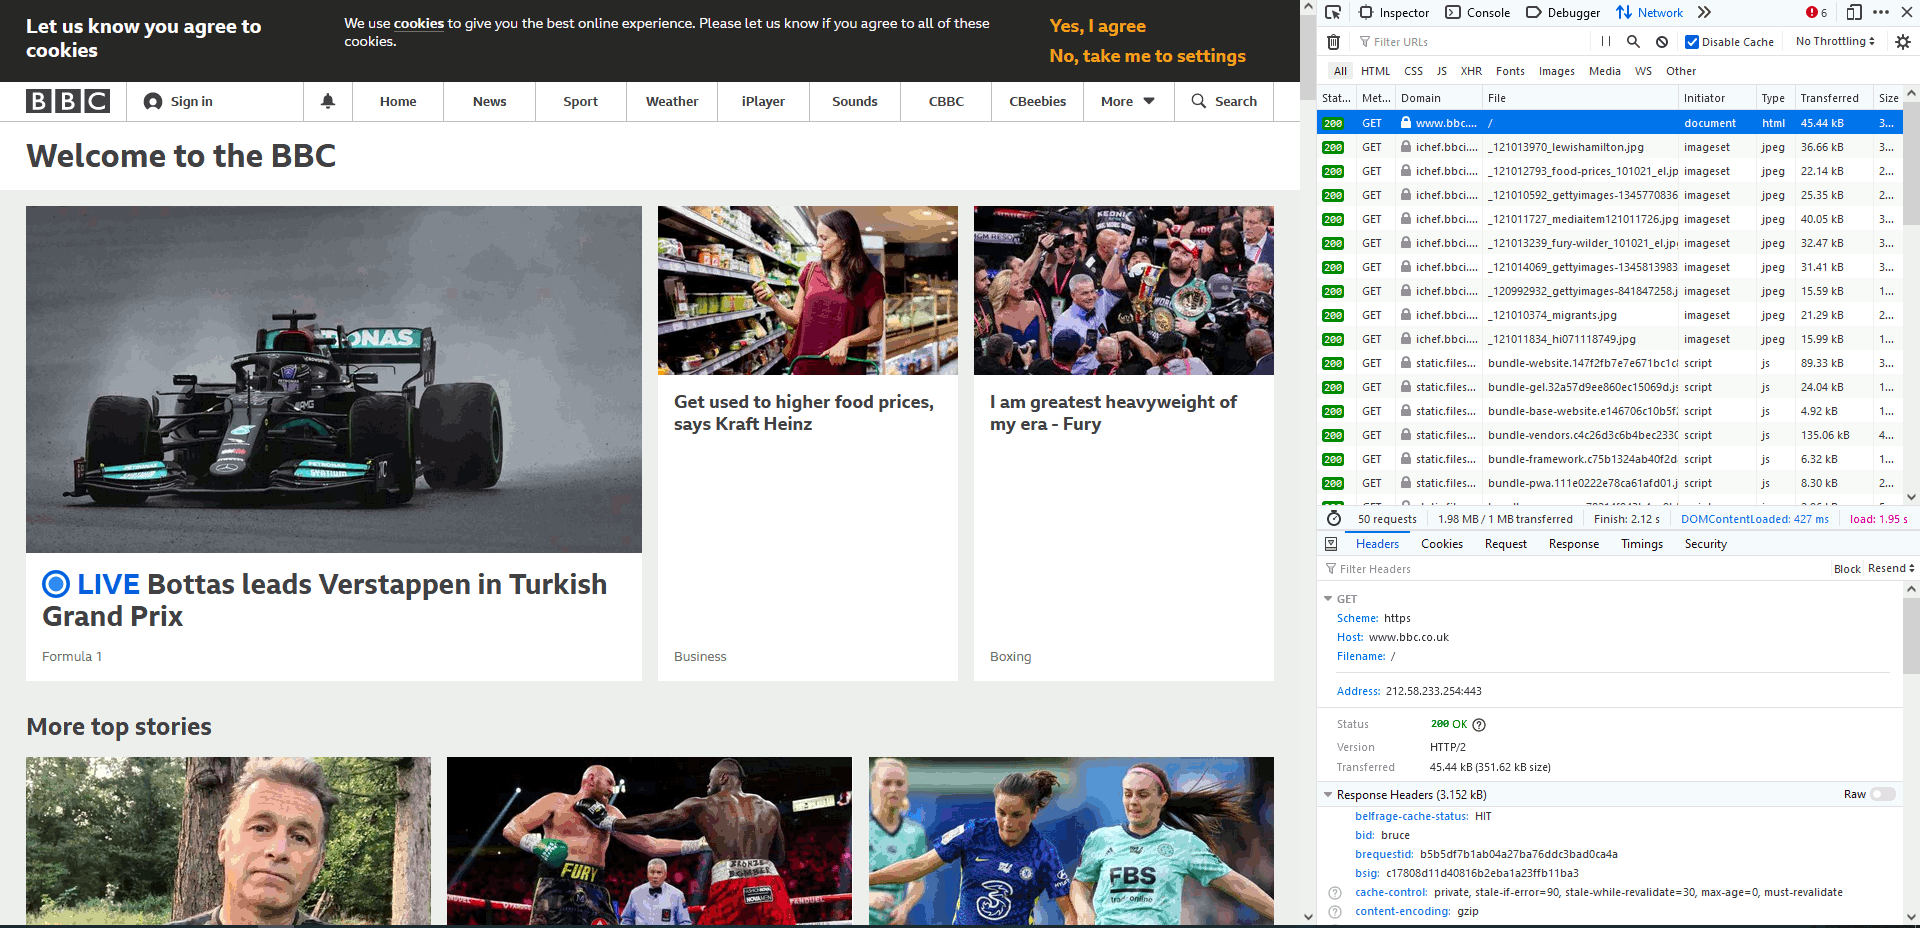 Let us know you agree to
cookies
We use cookies to give you the best online experience. Please let us know if you agree to all of these
cookies.
Yes, I agree
No, take me to settings
BBC
Sign in
Home
News
Sport
Weather
iPlayer
Sounds
CBBC
CBeebies
More
Search
Welcome to the BBC
PETRONAS
KEONIE
LIVE Bottas leads Verstappen in Turkish
Grand Prix
Formula 1
Get used to higher food prices,
says Kraft Heinz
Business
I am greatest heavyweight of
my era - Fury
Boxing
More top stories
FURY
BRONZE
BOMBER
3
FBS
trade online
Inspector
Console
Debugger
Network
6
Filter URLs
Disable Cache
No Throttling
All HTML CSS JS XHR Fonts Images Media WS Other
Stat... Met... Domain File Initiator Type Transferred Size
200 GET www.bbc.... / document html 45.44 kB 3...
200 GET ichef.bbci.... _121013970_lewishamilton.jpg imageset jpeg 36.66 kB 3...
200 GET ichef.bbci.... _121012793_food-prices_101021_el.jp imageset jpeg 22.14 kB 2...
200 GET ichef.bbci.... _121010592_gettyimages-1345770836 imageset jpeg 25.35 kB 2...
200 GET ichef.bbci.... _121011727_mediaitem121011726.jpg imageset jpeg 40.05 kB 3...
200 GET ichef.bbci.... _121013239_fury-wilder_101021_el.jp imageset jpeg 32.47 kB 3...
200 GET ichef.bbci.... _121014069_gettyimages-1345813983 imageset jpeg 31.41 kB 3...
200 GET ichef.bbci.... _120992932_gettyimages-841847258.j imageset jpeg 15.59 kB 1...
200 GET ichef.bbci.... _121010374_migrants.jpg imageset jpeg 21.29 kB 2...
200 GET ichef.bbci.... _121011834_hi071118749.jpg imageset jpeg 15.99 kB 1...
200 GET static.files... bundle-website.147f2fb7e7e671bc1c8 script js 89.33 kB 3...
200 GET static.files... bundle-gel.32a57d9ee860ec15069d.js script js 24.04 kB 1...
200 GET static.files... bundle-base-website.e146706c10b5f script js 4.92 kB 1...
200 GET static.files... bundle-vendors.c4c26d3c6b4bec2330 script js 135.06 kB 4...
200 GET static.files... bundle-framework.c75b1324ab40f2d script js 6.32 kB 1...
200 GET static.files... bundle-pwa.111e0222e78ca61afd01.j script js 8.30 kB 2...
50 requests 1.98 MB / 1 MB transferred Finish: 2.12 s DOMContentLoaded: 427 ms load: 1.95 s
Headers Cookies Request Response Timings Security
Filter Headers
Block Resend
GET
Scheme: https
Host: www.bbc.co.uk
Filename: /
Address: 212.58.233.254:443
Status 200 OK
Version HTTP/2
Transferred 45.44 kB (351.62 kB size)
Response Headers (3.152 kB) Raw
belfrage-cache-status: HIT
bid: bruce
brequestid: b5b5df7b1ab04a27ba76ddc3bad0ca4a
bsig: c17808d11d40816b2eba1a23ffb11ba3
cache-control: private, stale-if-error=90, stale-while-revalidate=30, max-age=0, must-revalidate
content-encoding: gzip